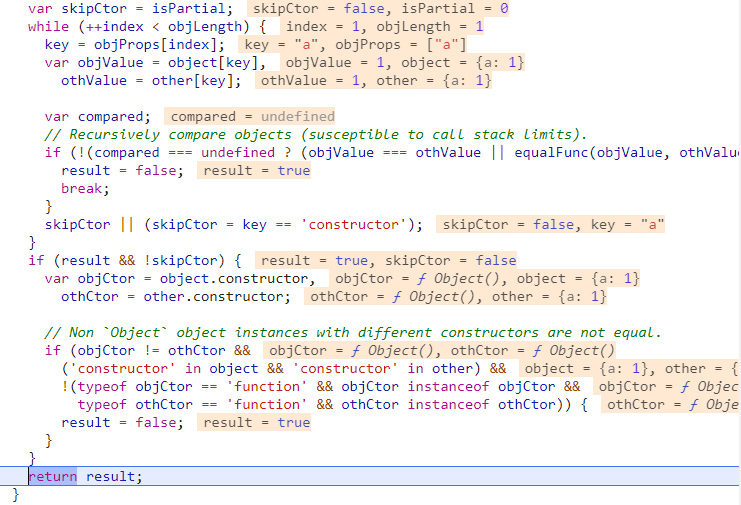 var skipCtor = isPartial; skipCtor = false, isPartial = 0
while (++index < objLength) { index = 1, objLength = 1
key = objProps[index]; key = "a", objProps = ["a"]
var objValue = object[key], objValue = 1, object = {a: 1}
othValue = other[key]; othValue = 1, other = {a: 1}
var compared; compared = undefined
// Recursively compare objects (susceptible to call stack limits).
if (!(compared === undefined ? (objValue === othValue || equalFunc(objValue, othValu
result = false; result = true
break;
}
skipCtor || (skipCtor = key == 'constructor'); skipCtor = false, key = "a"
}
if (result && !skipCtor) { result = true, skipCtor = false
var objCtor = object.constructor, objCtor = ƒ Object(), object = {a: 1}
othCtor = other.constructor; othCtor = ƒ Object(), other = {a: 1}
// Non `Object` object instances with different constructors are not equal.
if (objCtor != othCtor && objCtor = ƒ Object(), othCtor = ƒ Object()
('constructor' in object && 'constructor' in other) && object = {a: 1}, other = {
!(typeof objCtor == 'function' && objCtor instanceof objCtor && objCtor = ƒ Objec
typeof othCtor == 'function' && othCtor instanceof othCtor)) { othCtor = ƒ Obje
result = false; result = true
}
}
return result;
}